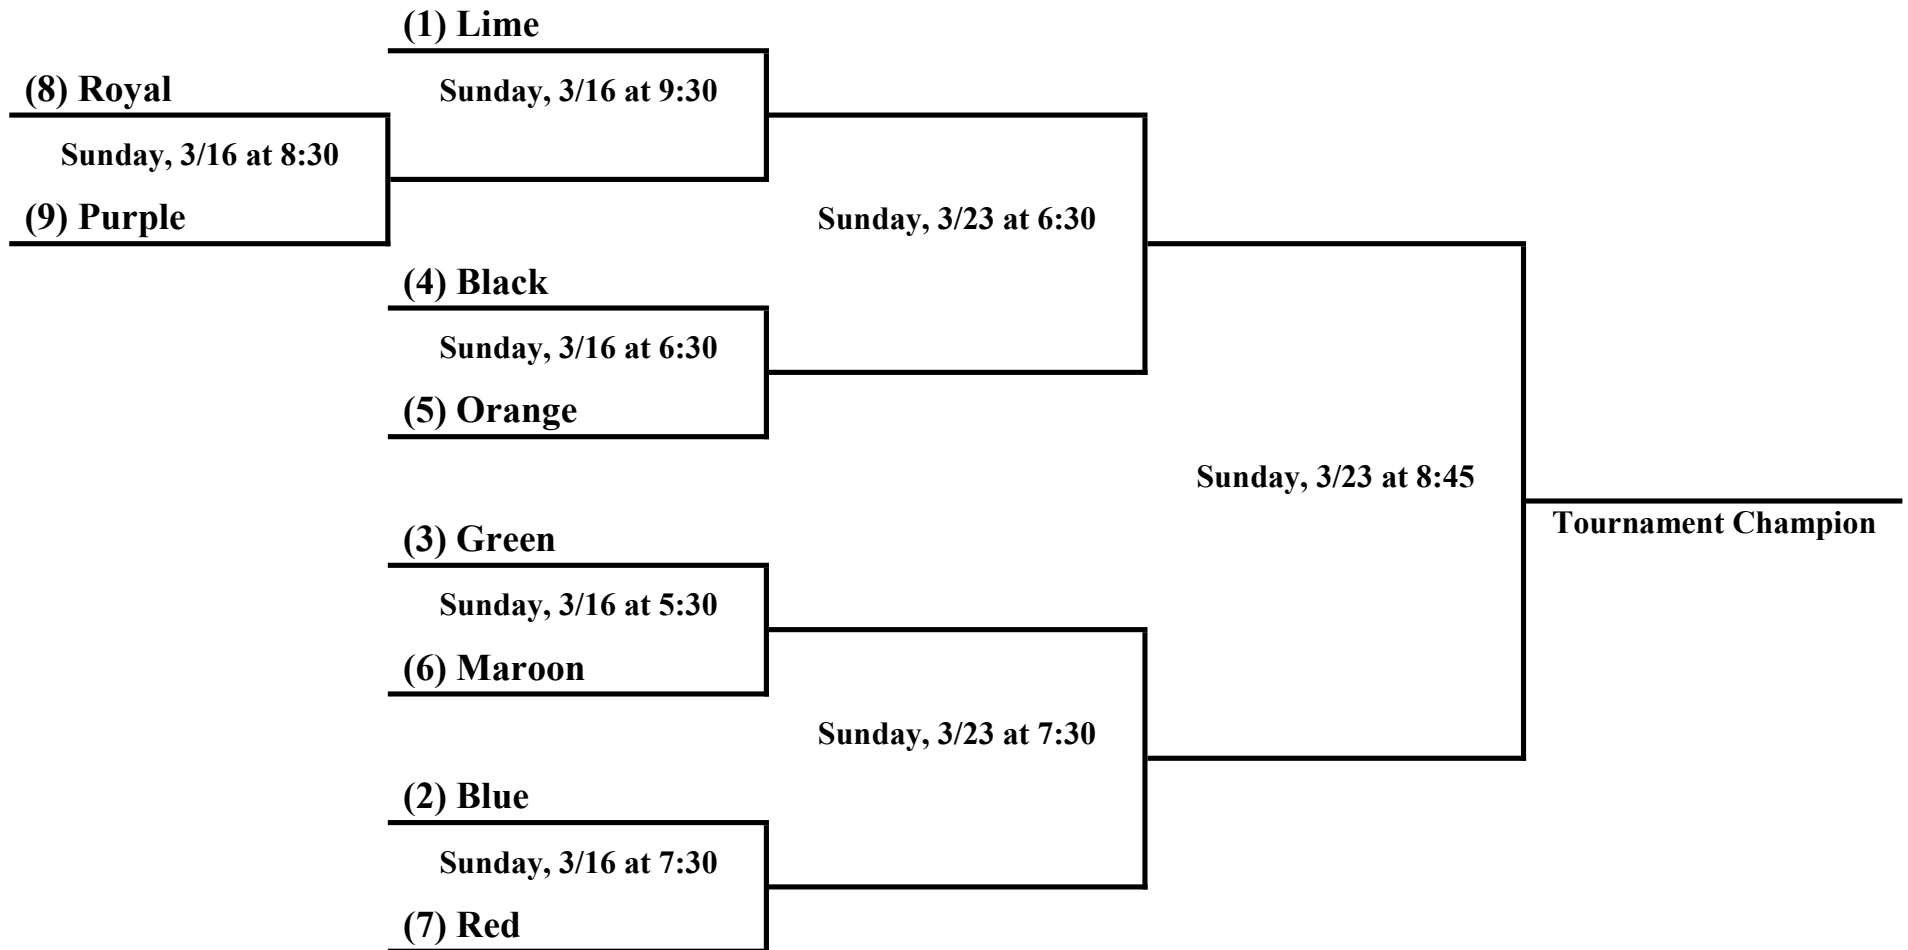 (1) Lime
(8) Royal
Sunday, 3/16 at 9:30
Sunday, 3/16 at 8:30
(9) Purple
Sunday, 3/23 at 6:30
(4) Black
Sunday, 3/16 at 6:30
(5) Orange
Sunday, 3/23 at 8:45
Tournament Champion
(3) Green
Sunday, 3/16 at 5:30
(6) Maroon
Sunday, 3/23 at 7:30
(2) Blue
Sunday, 3/16 at 7:30
(7) Red